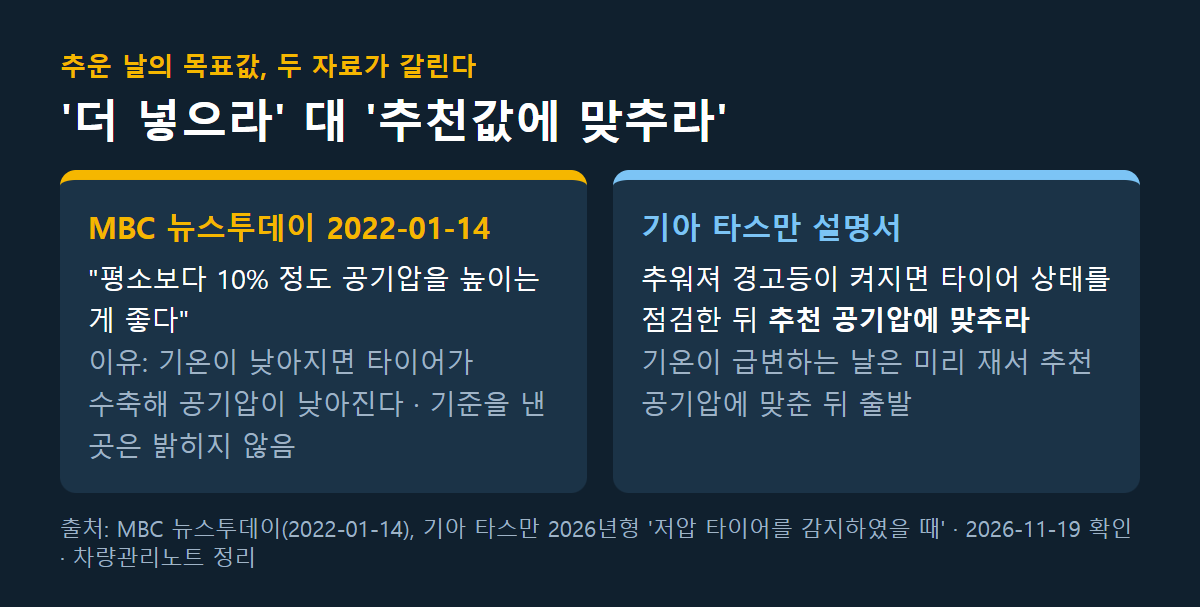 추운 날의 목표값, 두 자료가 갈린다
'더 넣으라' 대 '추천값에 맞추라'
MBC 뉴스투데이 2022-01-14
"평소보다 10% 정도 공기압을 높이는
게 좋다"
이유: 기온이 낮아지면 타이어가
수축해 공기압이 낮아진다 · 기준을 낸
곳은 밝히지 않음
기아 타스만 설명서
추워져 경고등이 켜지면 타이어 상태를
점검한 뒤 추천 공기압에 맞추라
기온이 급변하는 날은 미리 재서 추천
공기압에 맞춘 뒤 출발
출처: MBC 뉴스투데이(2022-01-14), 기아 타스만 2026년형 '저압 타이어를 감지하였을 때' · 2026-11-19 확인
· 차량관리노트 정리